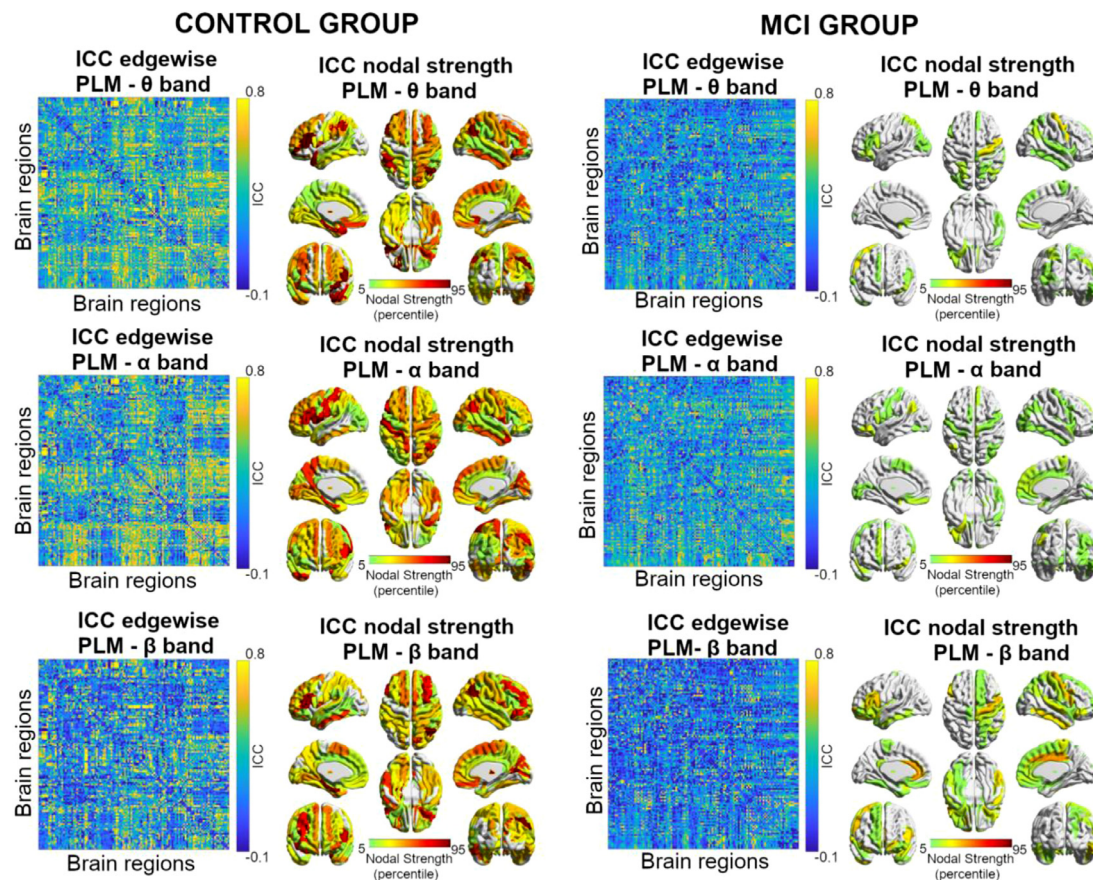 CONTROL GROUP
MCI GROUP
ICC edgewise
PLM - θ band
0.8
ICC
-0.1
Brain regions
Brain regions
ICC nodal strength
PLM - θ band
5
95
Nodal Strength
(percentile)
ICC edgewise
PLM - θ band
0.8
ICC
-0.1
Brain regions
Brain regions
ICC nodal strength
PLM - θ band
5
95
Nodal Strength
(percentile)
ICC edgewise
PLM - α band
0.8
ICC
-0.1
Brain regions
Brain regions
ICC nodal strength
PLM - α band
5
95
Nodal Strength
(percentile)
ICC edgewise
PLM - α band
0.8
ICC
-0.1
Brain regions
Brain regions
ICC nodal strength
PLM - α band
5
95
Nodal Strength
(percentile)
ICC edgewise
PLM - β band
0.8
ICC
-0.1
Brain regions
Brain regions
ICC nodal strength
PLM - β band
5
95
Nodal Strength
(percentile)
ICC edgewise
PLM- β band
0.8
ICC
-0.1
Brain regions
Brain regions
ICC nodal strength
PLM - β band
5
95
Nodal Strength
(percentile)